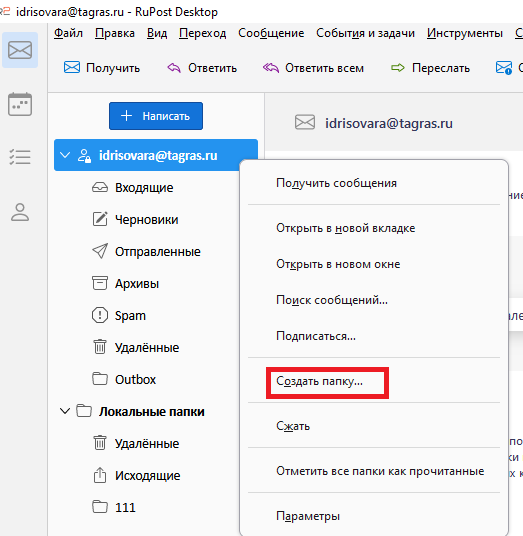 idrisovara@tagras.ru - RuPost Desktop
Файл Правка Вид Переход Сообщение События и задачи Инструменты
Получить Ответить Ответить всем Переслать
+ Написать
idrisovara@tagras.ru
idrisovara@tagras.ru
Входящие
Получить сообщения
Черновики
Открыть в новой вкладке
Отправленные
Открыть в новом окне
Архивы
Поиск сообщений...
Spam
Подписаться...
Удалённые
Outbox
Создать папку...
Локальные папки
Сжать
Удалённые
Исходящие
Отметить все папки как прочитанные
111
Параметры